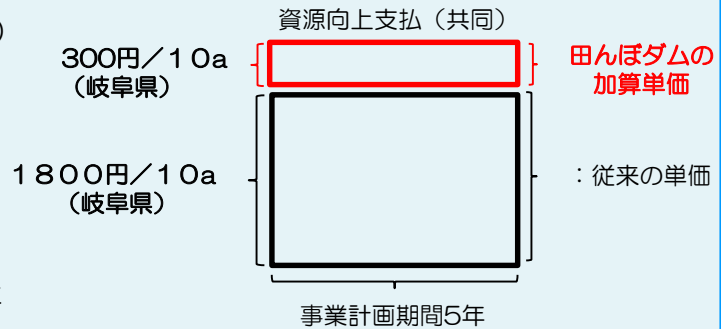 資源向上支払（共同）
）
300円／１０a
（岐阜県）
田んぼダムの
加算単価
１８００円／１０a
（岐阜県）
：従来の単価
事業計画期間5年